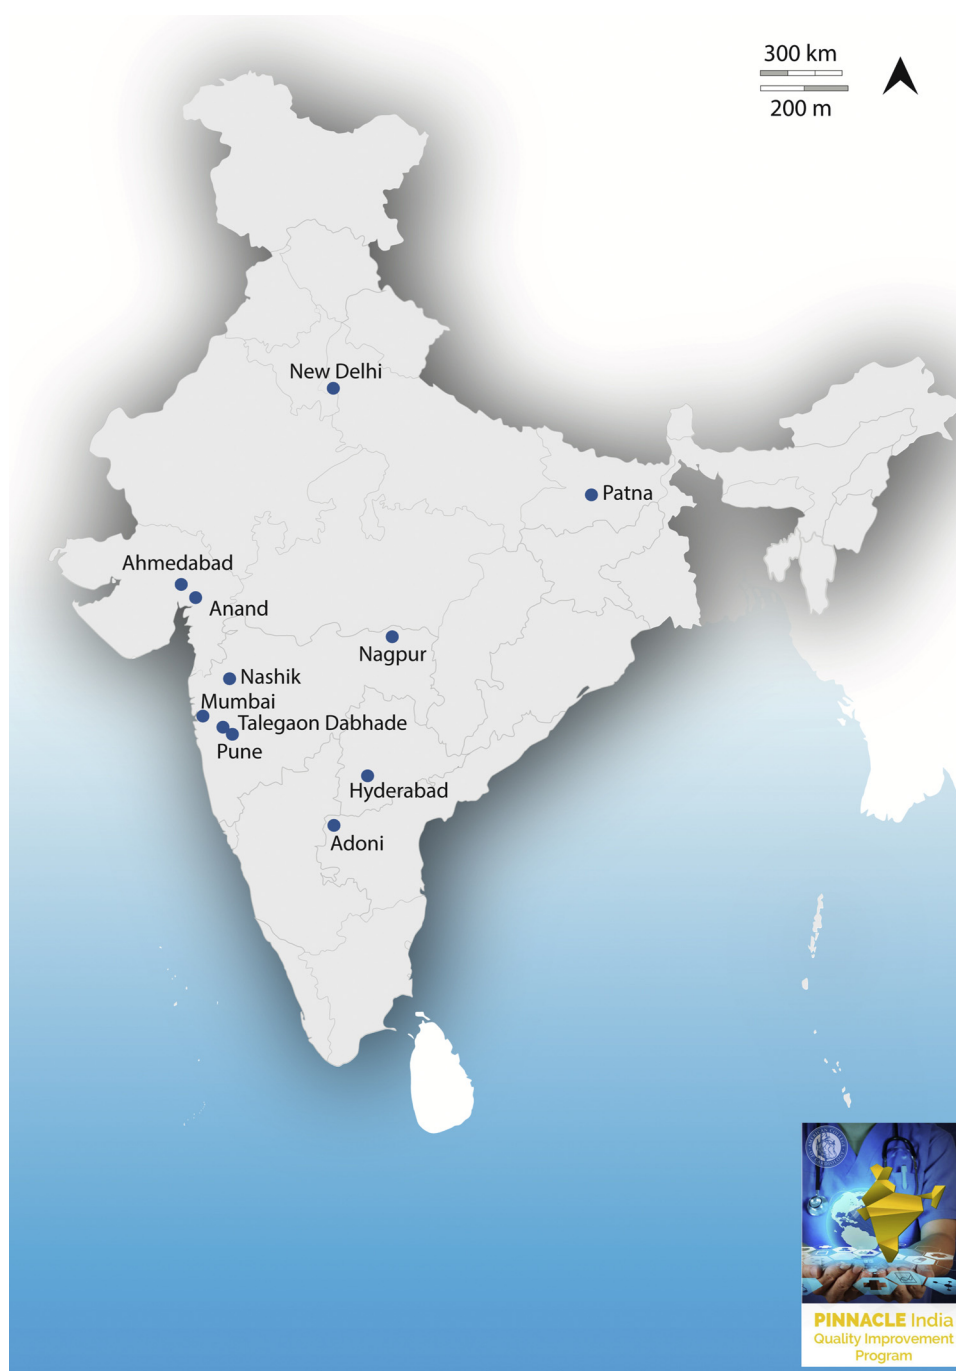 300 km
200 m
New Delhi
Patna
Ahmedabad
Anand
Nagpur
Nashik
Mumbai
Talegaon Dabhade
Pune
Hyderabad
Adoni
PINNACLE India
Quality Improvement
Program